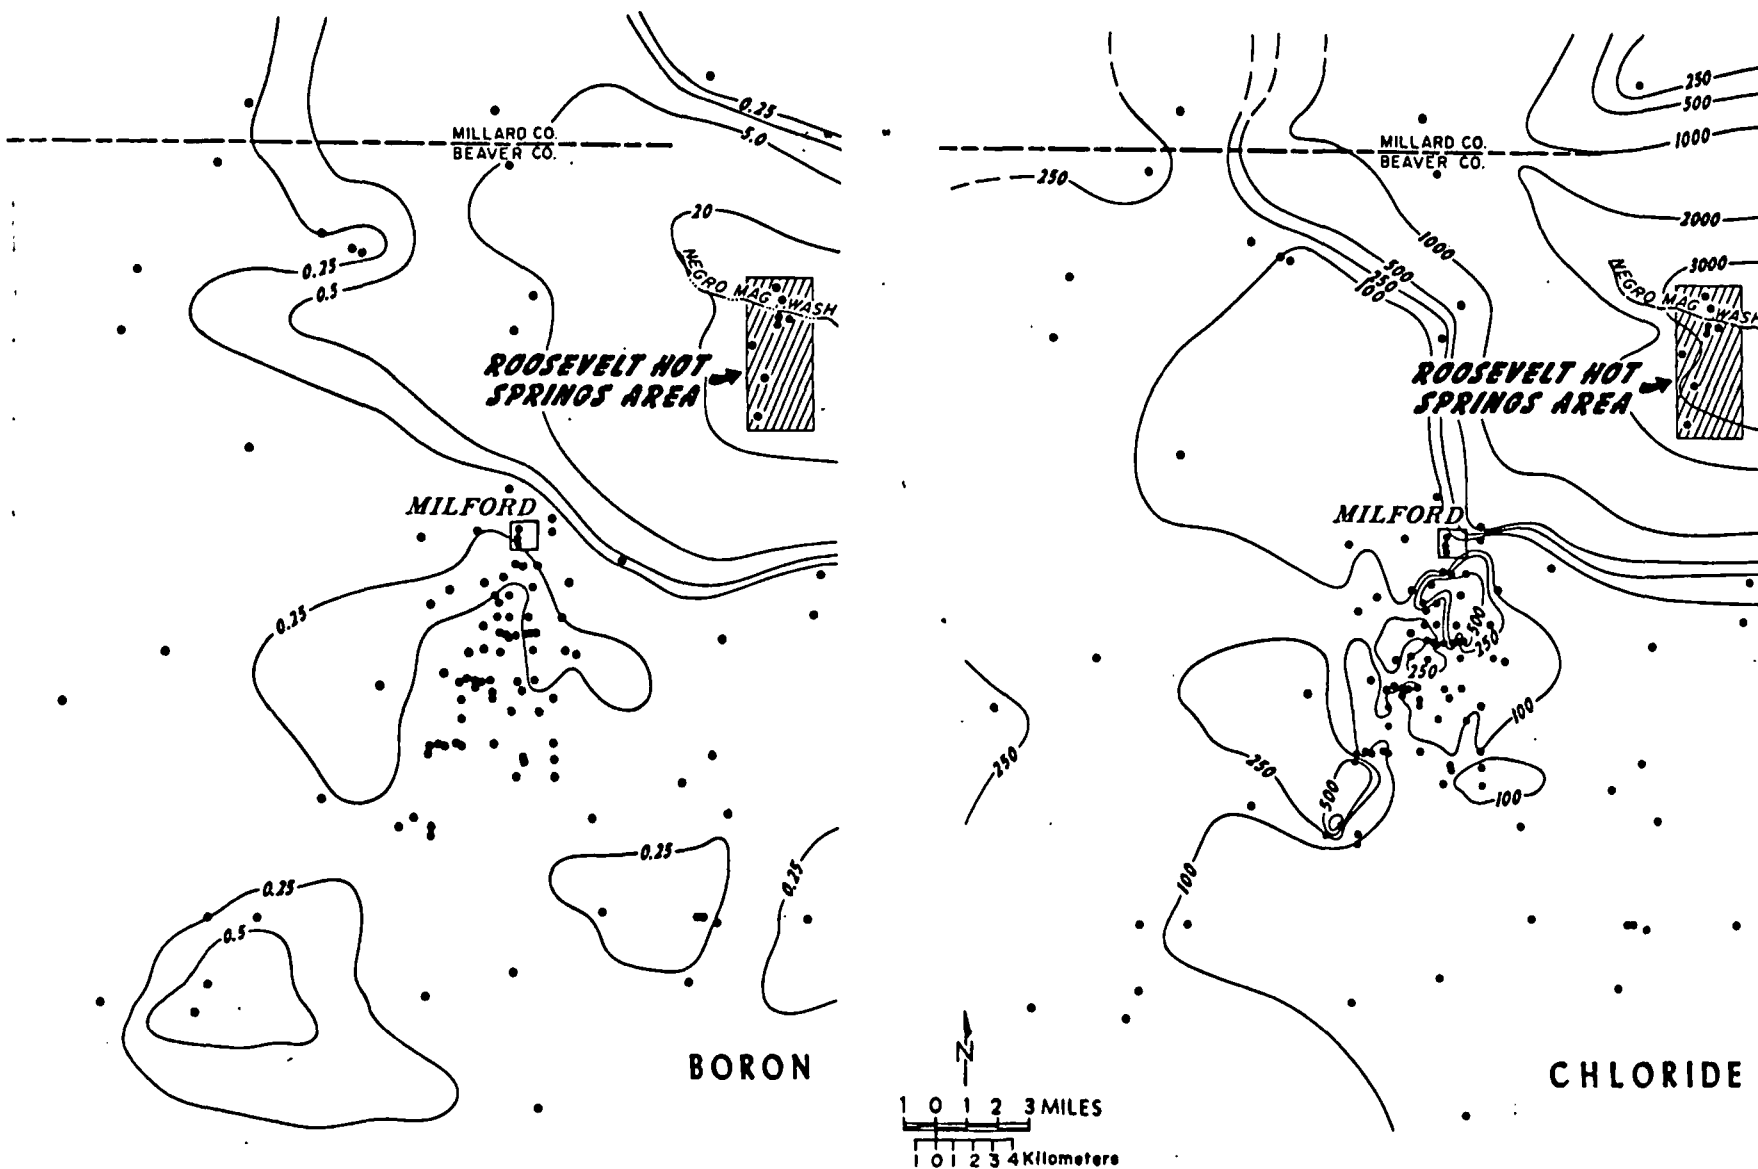 0.25
5.0
MILLARD CO.
BEAVER CO.
20
NEGRO MAG WASH
0.25
0.5
ROOSEVELT HOT
SPRINGS AREA
MILFORD
0.25
0.25
0.25
0.25
0.5
BORON
250
500
1000
MILLARD CO.
BEAVER CO.
250
2000
1000
3000
500
250
100
NEGRO MAG WASH
ROOSEVELT HOT
SPRINGS AREA
MILFORD
500
250
250
100
250
250
500
100
100
N
1 0 1 2 3 MILES
1 0 1 2 3 4 Kilometers
CHLORIDE